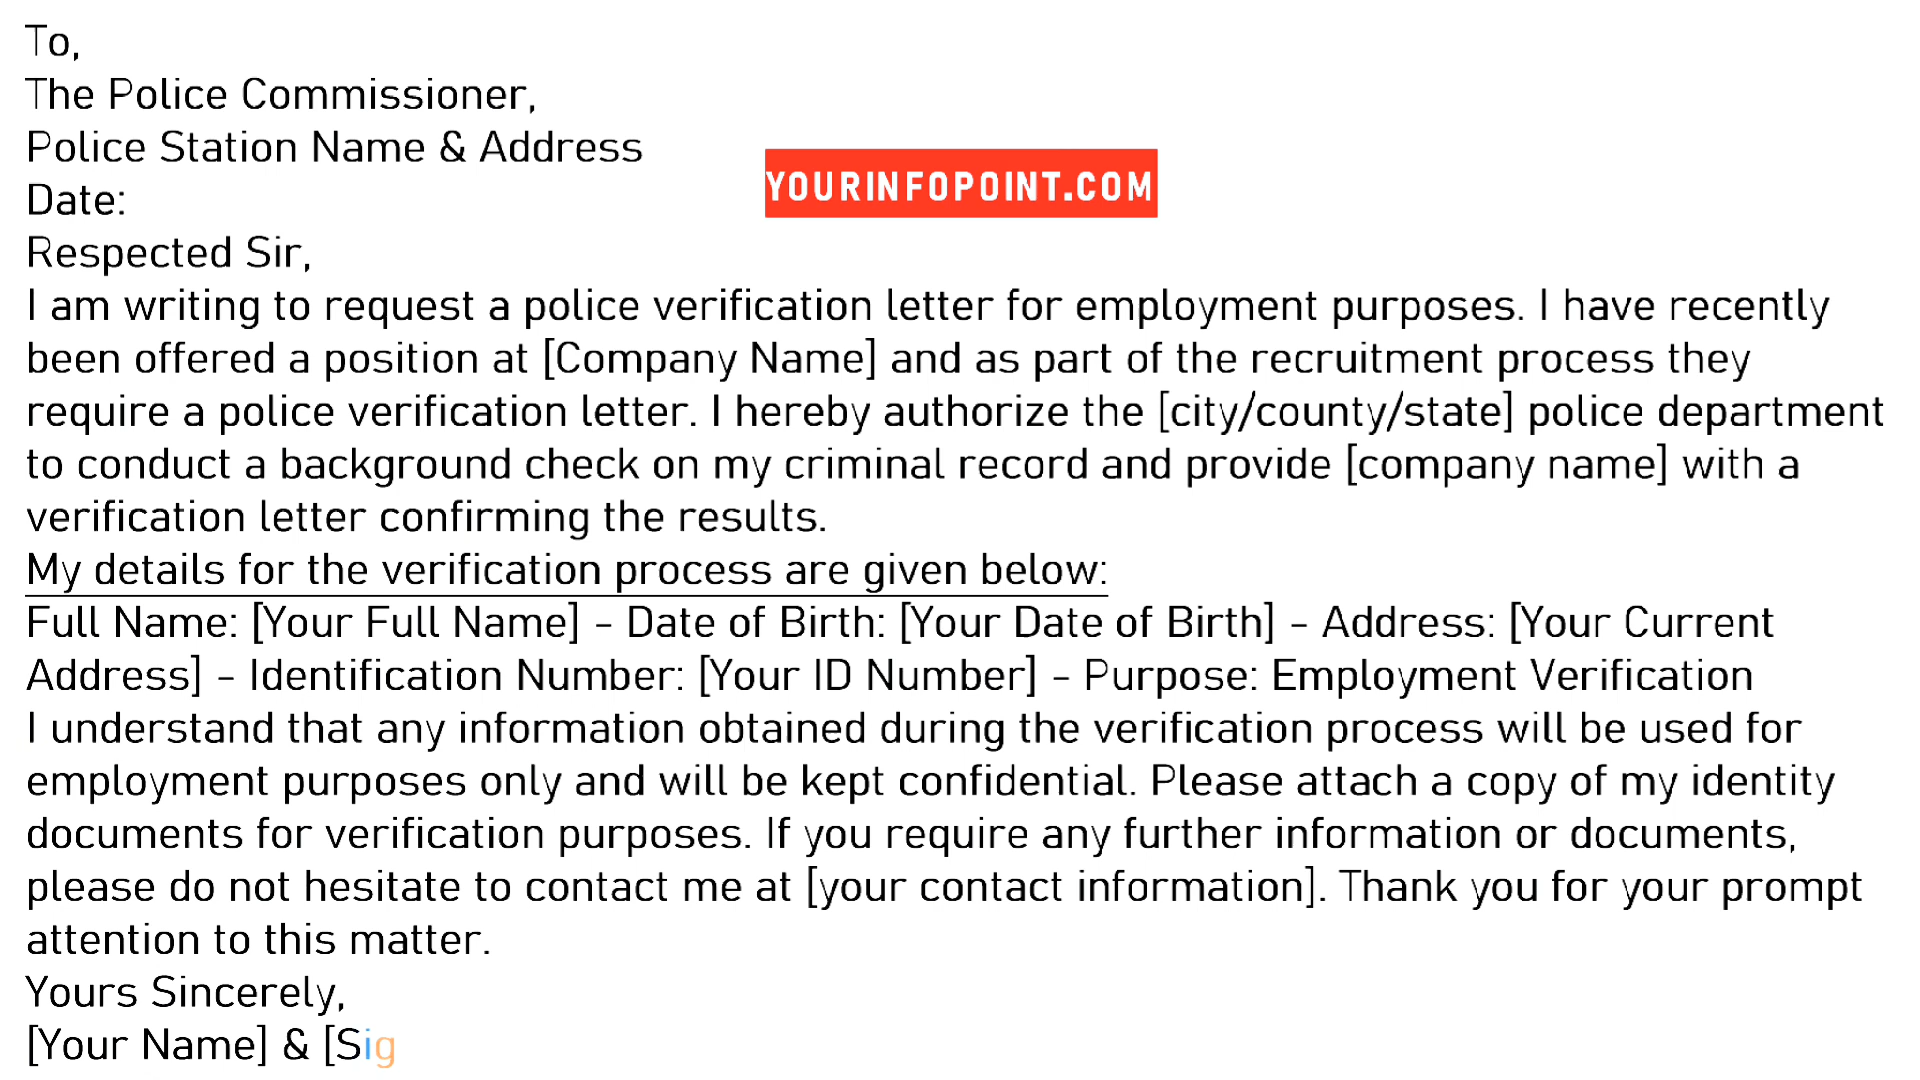 To,
The Police Commissioner,
Police Station Name & Address
YOURINFOPOINT.COM
Date:
Respected Sir,
I am writing to request a police verification letter for employment purposes. I have recently
been offered a position at [Company Name] and as part of the recruitment process they
require a police verification letter. I hereby authorize the [city/county/state] police department
to conduct a background check on my criminal record and provide [company name] with a
verification letter confirming the results.
My details for the verification process are given below:
Full Name: [Your Full Name] - Date of Birth: [Your Date of Birth] - Address: [Your Current
Address] - Identification Number: [Your ID Number] - Purpose: Employment Verification
I understand that any information obtained during the verification process will be used for
employment purposes only and will be kept confidential. Please attach a copy of my identity
documents for verification purposes. If you require any further information or documents,
please do not hesitate to contact me at [your contact information]. Thank you for your prompt
attention to this matter.
Yours Sincerely,
[Your Name] & [Sig